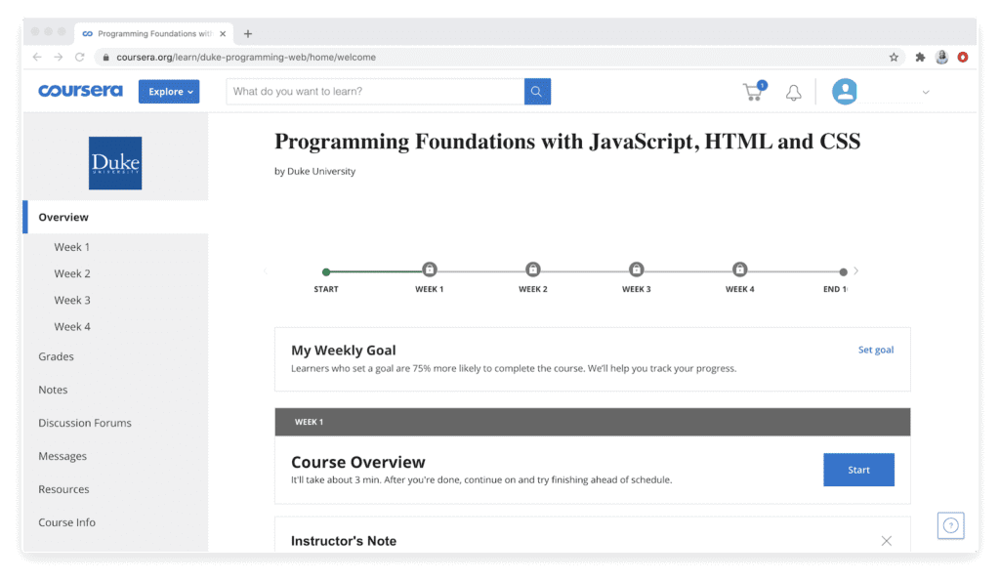 Programming Foundations with
coursera.org/learn/duke-programming-web/home/welcome
coursera
Explore
What do you want to learn?
1
Duke
UNIVERSITY
Programming Foundations with JavaScript, HTML and CSS
by Duke University
Overview
Week 1
Week 2
Week 3
Week 4
Grades
Notes
Discussion Forums
Messages
Resources
Course Info
START
WEEK 1
WEEK 2
WEEK 3
WEEK 4
END 1
My Weekly Goal
Set goal
Learners who set a goal are 75% more likely to complete the course. We'll help you track your progress.
WEEK 1
Course Overview
It'll take about 3 min. After you're done, continue on and try finishing ahead of schedule.
Start
Instructor's Note
?